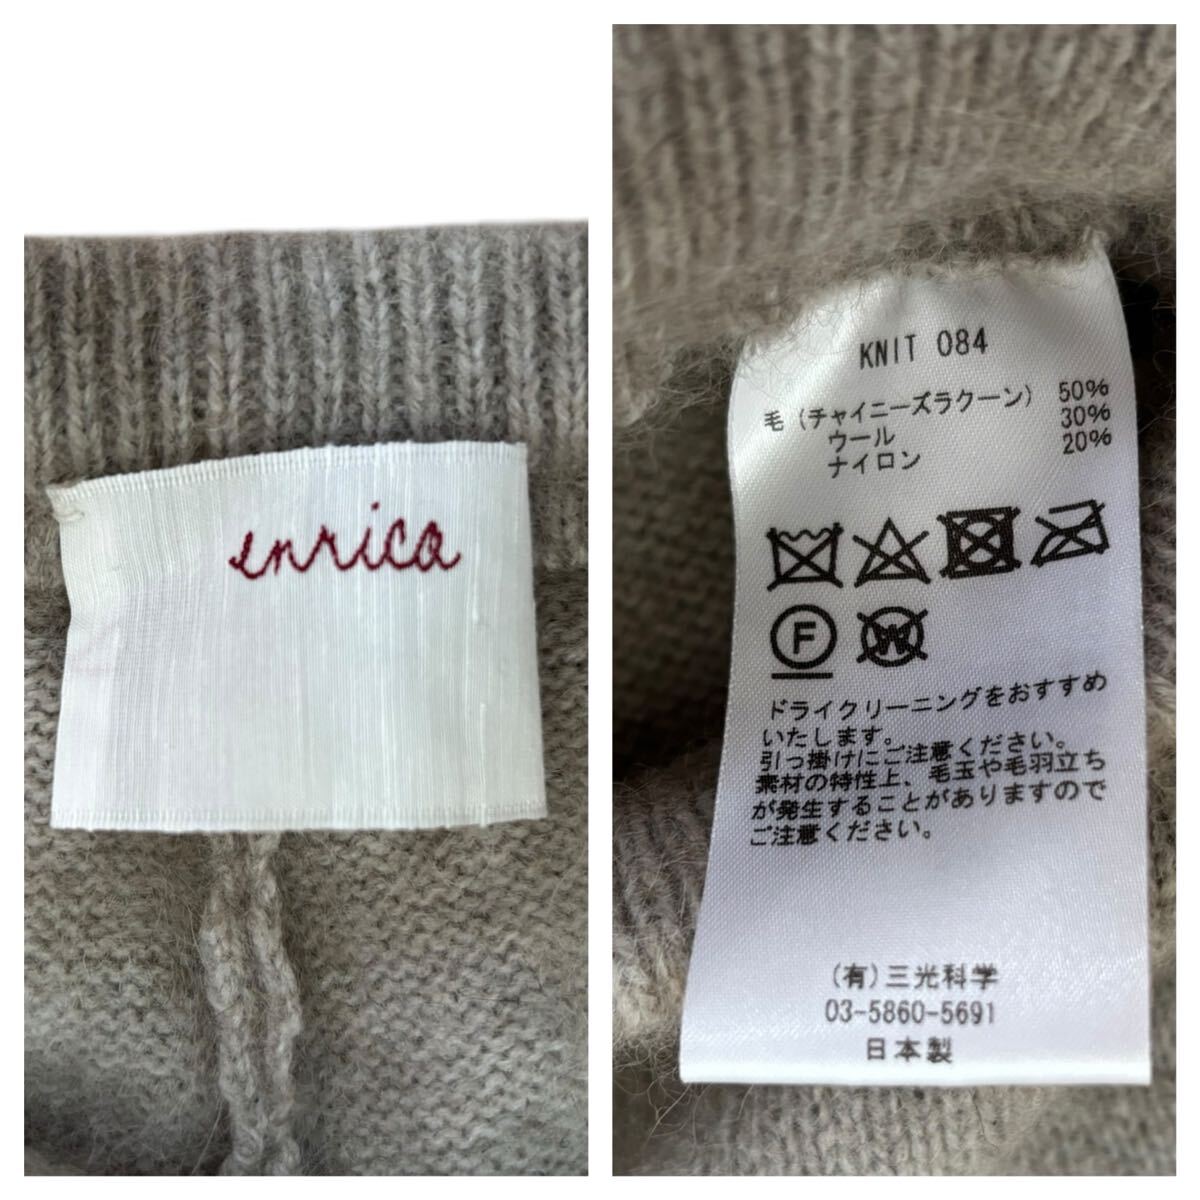 enrica
KNIT 084
毛(チャイニーズラクーン) 50%
ウール 30%
ナイロン 20%
F
W
ドライクリーニングをおすすめ
いたします。
引っ掛けにご注意ください。
素材の特性上、毛玉や毛羽立ち
が発生することがありますので
ご注意ください。
(有)三光科学
03-5860-5691
日本製